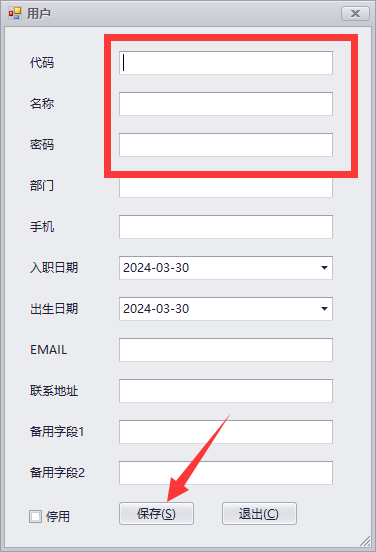 用户
代码
名称
密码
部门
手机
入职日期 2024-03-30
出生日期 2024-03-30
EMAIL
联系地址
备用字段1
备用字段2
停用 保存(S) 退出(C)